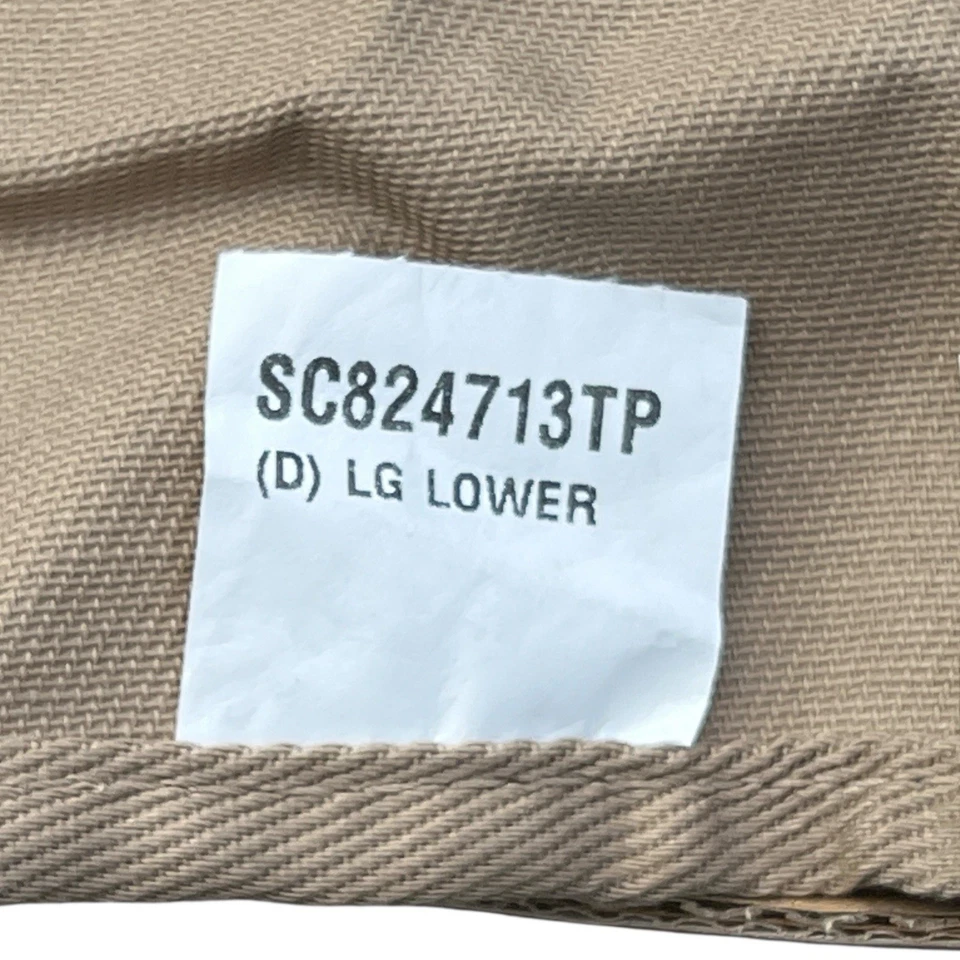 SC824713TP
(D) LG LOWER